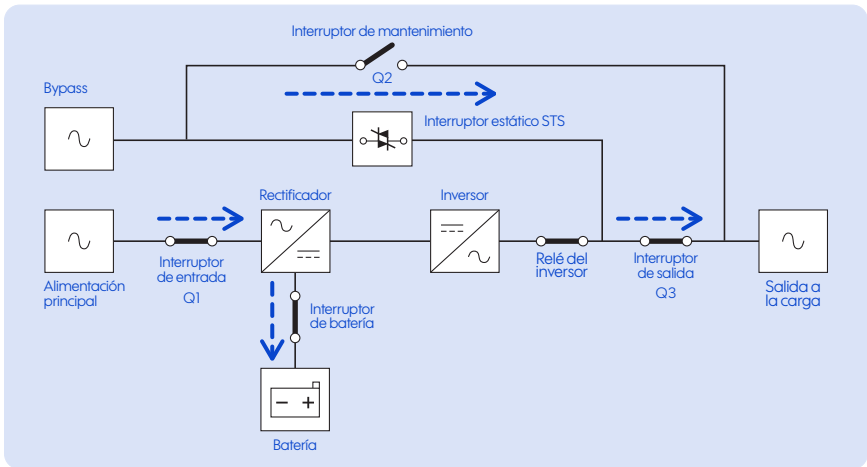 Interruptor de mantenimiento
Q2
Bypass
Interruptor estático STS
Rectificador
Inversor
Alimentación
principal
Interruptor
de entrada
Q1
Relé del
inversor
Interruptor
de salida
Q3
Salida a
la carga
Interruptor
de batería
Batería